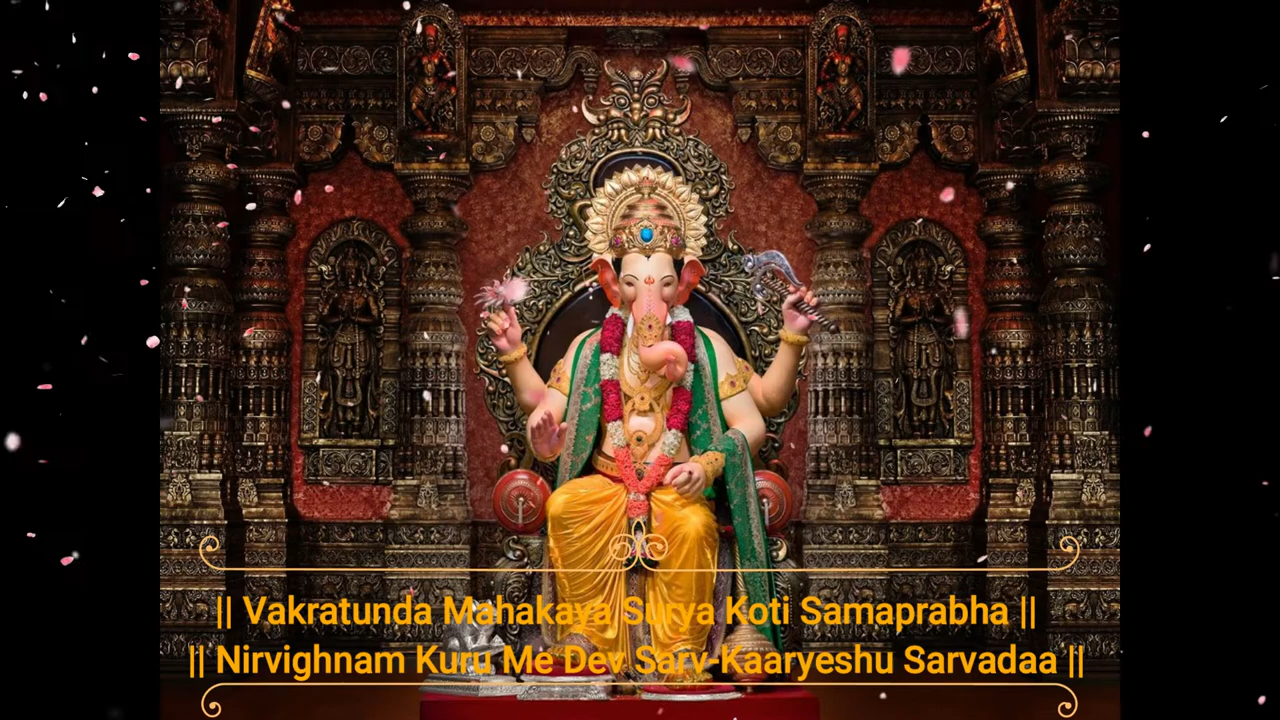 || Vakratunda Mahakaya Surya Koti Samaprabha ||
|| Nirvighnam Kuru Me Dev Sarv-Kaaryeshu Sarvadaa ||